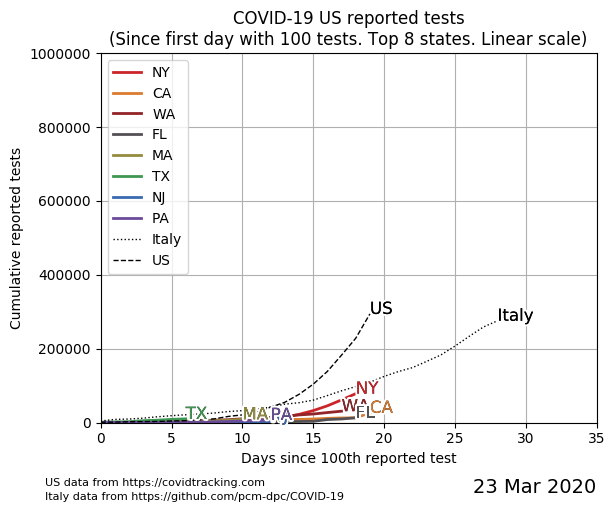 COVID-19 US reported tests
(Since first day with 100 tests. Top 8 states. Linear scale)
1000000
800000
600000
400000
200000
0
Cumulative reported tests
NY
CA
WA
FL
MA
TX
NJ
PA
Italy
US
US
Italy
NY
WA
CA
FL
TX
MA
PA
NJ
0 5 10 15 20 25 30 35
Days since 100th reported test
US data from https://covidtracking.com
Italy data from https://github.com/pcm-dpc/COVID-19
23 Mar 2020